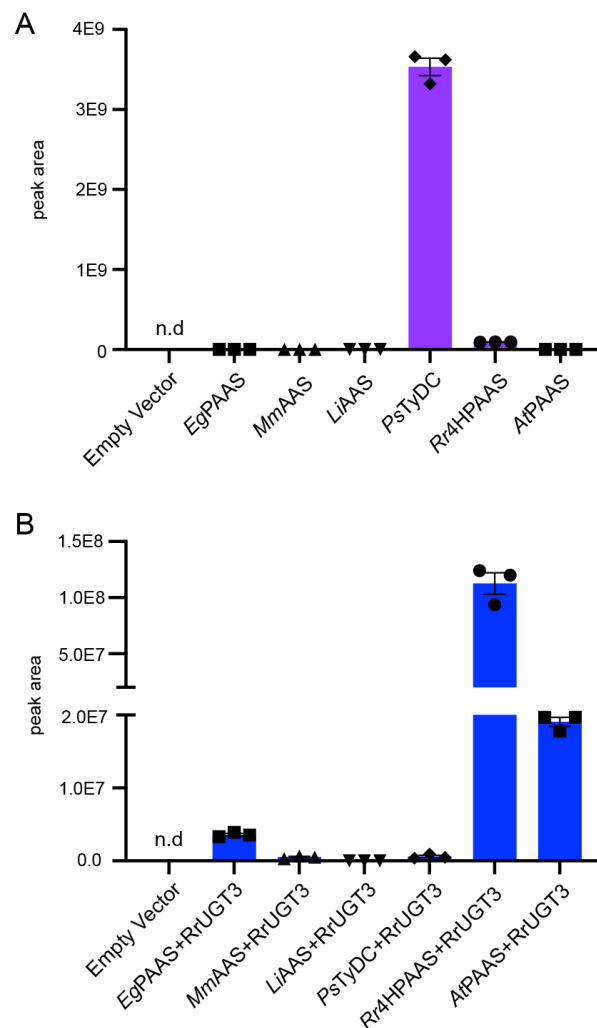 A
4E9
3E9
2E9
1E9
0
peak area
n.d
Empty Vector
EgPAAS
MmAAS
LiAAS
PsTyDC
Rr4HPAAS
AtPAAS
B
1.5E8
1.0E8
5.0E7
2.0E7
1.0E7
0.0
peak area
n.d
Empty Vector
EgPAAS+RrUGT3
MmAAS+RrUGT3
LiAAS+RrUGT3
PsTyDC+RrUGT3
Rr4HPAAS+RrUGT3
AtPAAS+RrUGT3